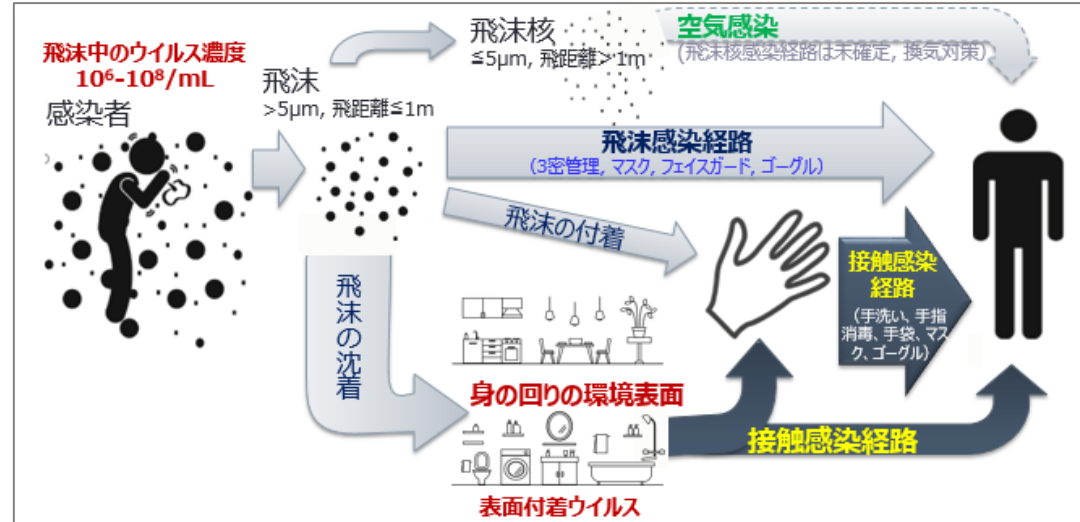 飛沫中のウイルス濃度
10⁶-10⁸/mL
感染者
飛沫
>5μm, 飛距離≦1m
飛沫核
≦5μm, 飛距離>1m
空気感染
(飛沫核感染経路は未確定, 換気対策)
飛沫感染経路
(3密管理, マスク, フェイスガード, ゴーグル)
飛沫の付着
飛沫の沈着
接触感染
経路
(手洗い、手指
消毒、手袋、マス
ク、ゴーグル)
身の回りの環境表面
接触感染経路
表面付着ウイルス